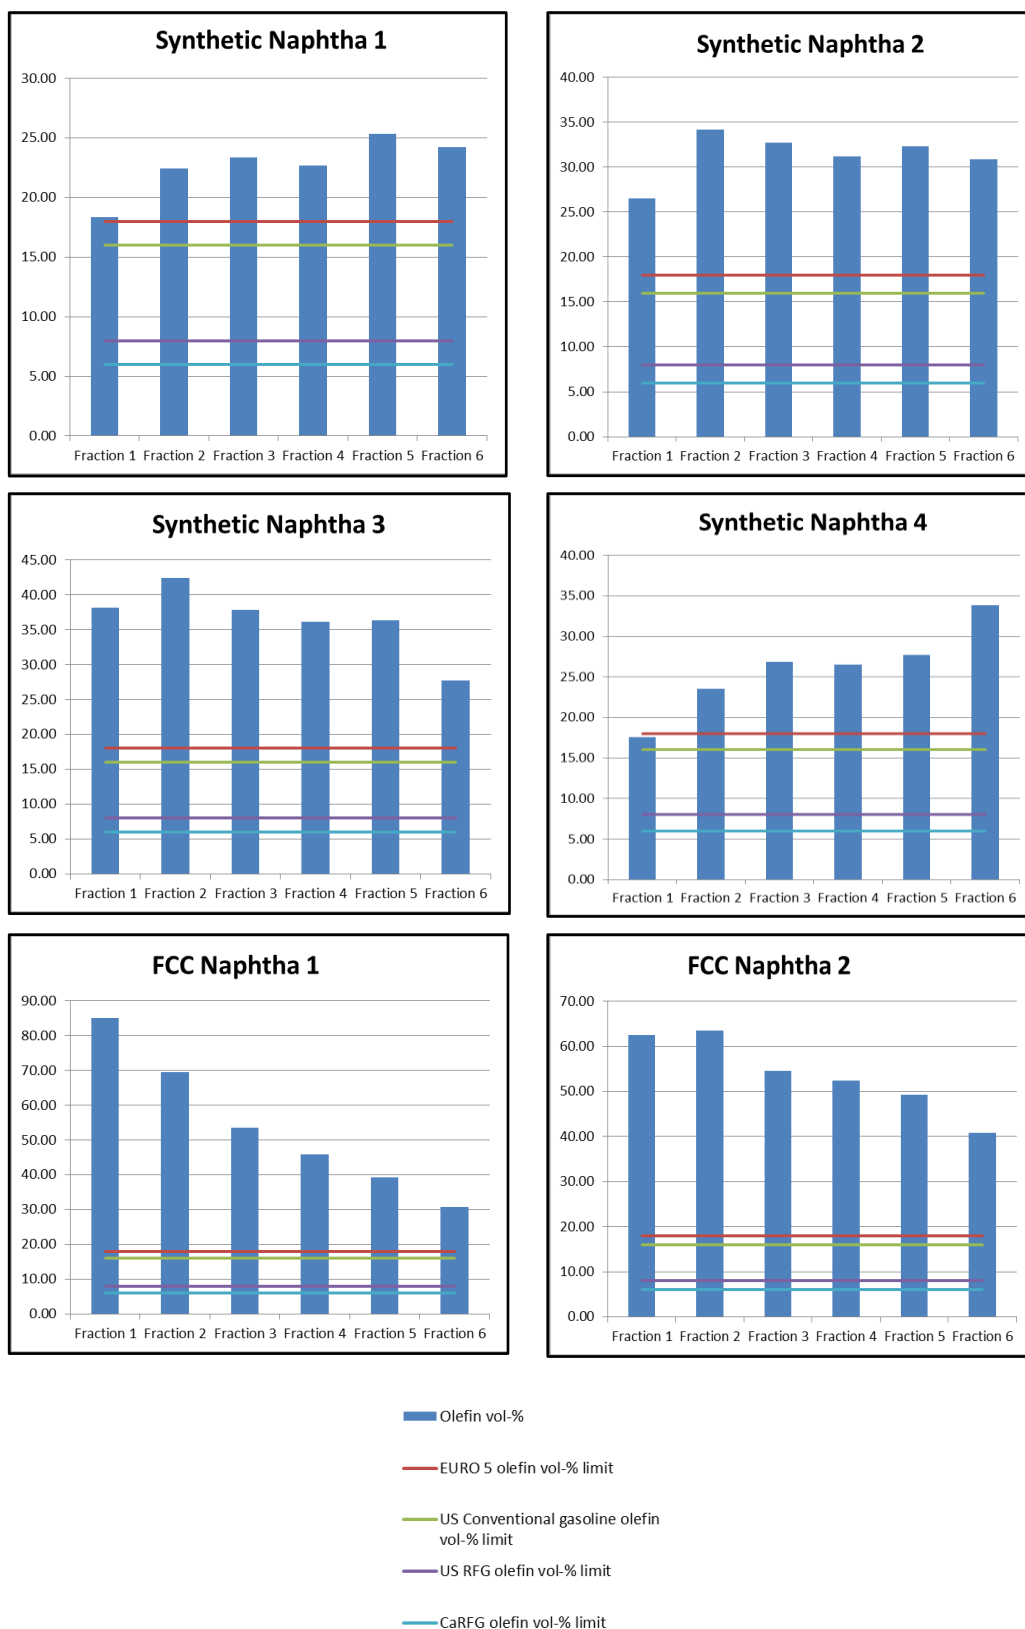 Synthetic Naphtha 1
30.00
25.00
20.00
15.00
10.00
5.00
0.00
Fraction 1 Fraction 2 Fraction 3 Fraction 4 Fraction 5 Fraction 6
Synthetic Naphtha 2
40.00
35.00
30.00
25.00
20.00
15.00
10.00
5.00
0.00
Fraction 1 Fraction 2 Fraction 3 Fraction 4 Fraction 5 Fraction 6
Synthetic Naphtha 3
45.00
40.00
35.00
30.00
25.00
20.00
15.00
10.00
5.00
0.00
Fraction 1 Fraction 2 Fraction 3 Fraction 4 Fraction 5 Fraction 6
Synthetic Naphtha 4
40.00
35.00
30.00
25.00
20.00
15.00
10.00
5.00
0.00
Fraction 1 Fraction 2 Fraction 3 Fraction 4 Fraction 5 Fraction 6
FCC Naphtha 1
90.00
80.00
70.00
60.00
50.00
40.00
30.00
20.00
10.00
0.00
Fraction 1 Fraction 2 Fraction 3 Fraction 4 Fraction 5 Fraction 6
FCC Naphtha 2
70.00
60.00
50.00
40.00
30.00
20.00
10.00
0.00
Fraction 1 Fraction 2 Fraction 3 Fraction 4 Fraction 5 Fraction 6
Olefin vol-%
EURO 5 olefin vol-% limit
US Conventional gasoline olefin
vol-% limit
US RFG olefin vol-% limit
CaRFG olefin vol-% limit